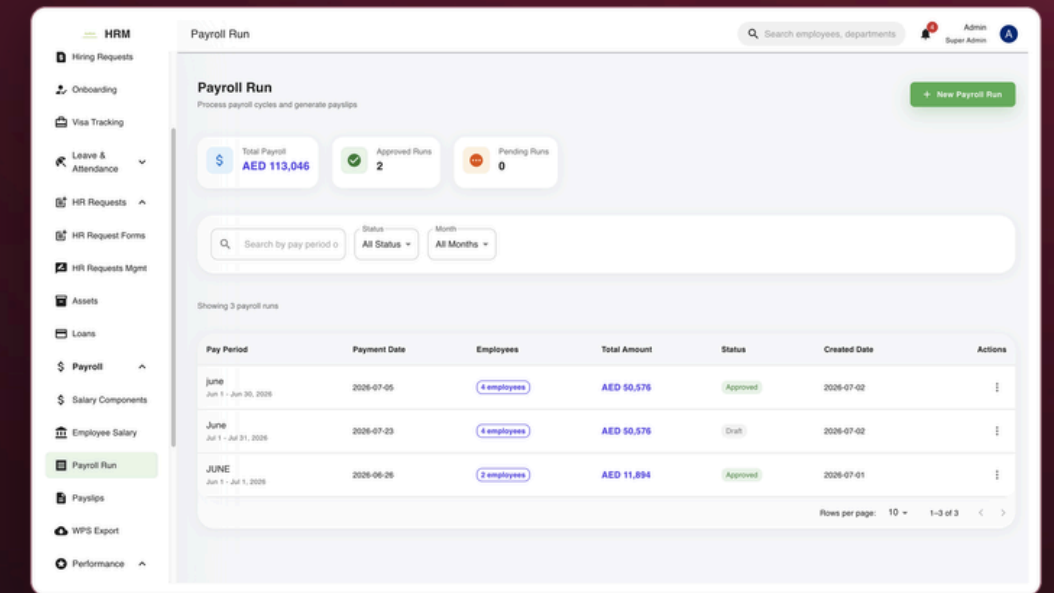 HRM
Hiring Requests
Onboarding
Visa Tracking
Leave &
Attendance
HR Requests
HR Request Forms
HR Requests Mgmt
Assets
Loans
$ Payroll
$ Salary Components
Employee Salary
Payroll Run
Payslips
WPS Export
Performance
Payroll Run
Search employees, departments
4
Admin
Super Admin
A
Payroll Run
Process payroll cycles and generate payslips
+ New Payroll Run
$ Total Payroll
AED 113,046
Approved Runs
2
Pending Runs
0
Search by pay period o
Status
All Status
Month
All Months
Showing 3 payroll runs
Pay Period Payment Date Employees Total Amount Status Created Date Actions
june
Jun 1 - Jun 30, 2026
2026-07-05 4 employees AED 50,576 Approved 2026-07-02
June
Jul 1 - Jul 31, 2026
2026-07-23 4 employees AED 50,576 Draft 2026-07-02
JUNE
Jun 1 - Jul 1, 2026
2026-06-26 2 employees AED 11,894 Approved 2026-07-01
Rows per page: 10 1–3 of 3